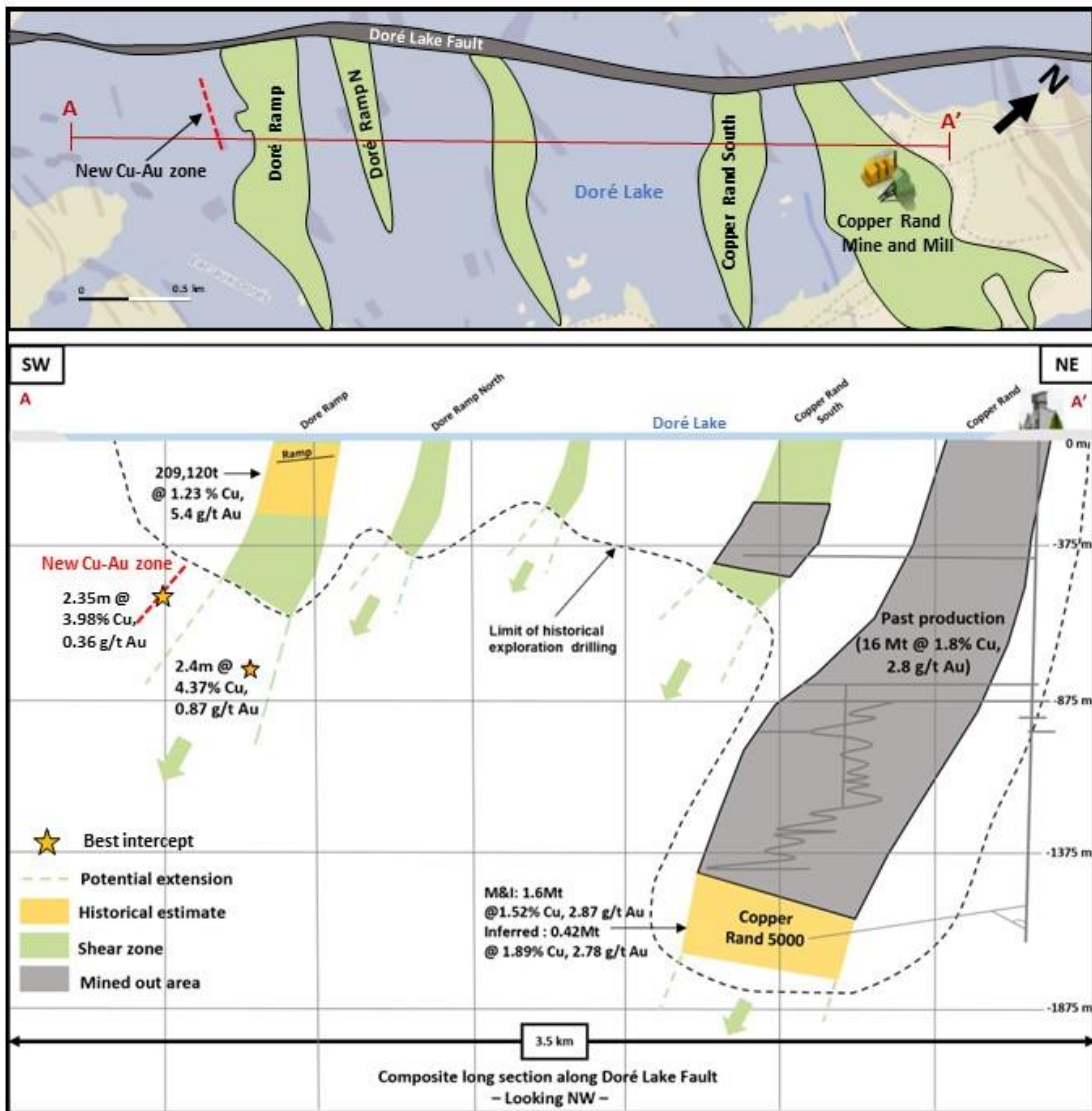 Doré Lake Fault
N
A
A'
Doré Ramp
Doré Ramp N
Copper Rand South
New Cu-Au zone
Doré Lake
Copper Rand
Mine and Mill
0 0.5 km
SW
NE
A
A'
Dore Ramp
Dore Ramp North
Doré Lake
Copper Rand
South
Copper Rand
0 m
Ramp
209,120t
@ 1.23 % Cu,
5.4 g/t Au
-375 m
New Cu-Au zone
2.35m @
3.98% Cu,
0.36 g/t Au
Limit of historical
exploration drilling
Past production
(16 Mt @ 1.8% Cu,
2.8 g/t Au)
2.4m @
4.37% Cu,
0.87 g/t Au
-875 m
Best intercept
Potential extension
Historical estimate
Shear zone
Mined out area
-1375 m
M&I: 1.6Mt
@1.52% Cu, 2.87 g/t Au
Inferred : 0.42Mt
@ 1.89% Cu, 2.78 g/t Au
Copper
Rand 5000
-1875 m
3.5 km
Composite long section along Doré Lake Fault
– Looking NW –